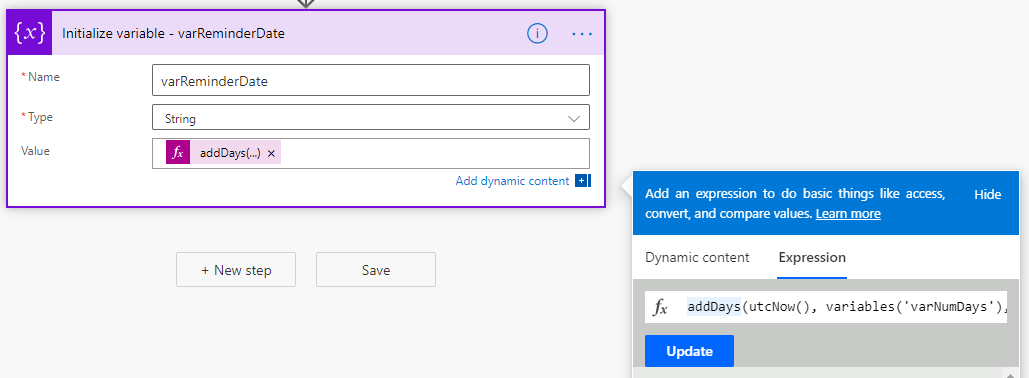 {x} Initialize variable - varReminderDate
* Name varReminderDate
* Type String
Value fx addDays(...) ×
Add dynamic content
Add an expression to do basic things like access, Hide
convert, and compare values. Learn more
Dynamic content Expression
fx addDays(utcNow(), variables('varNumDays'),
+ New step Save
Update